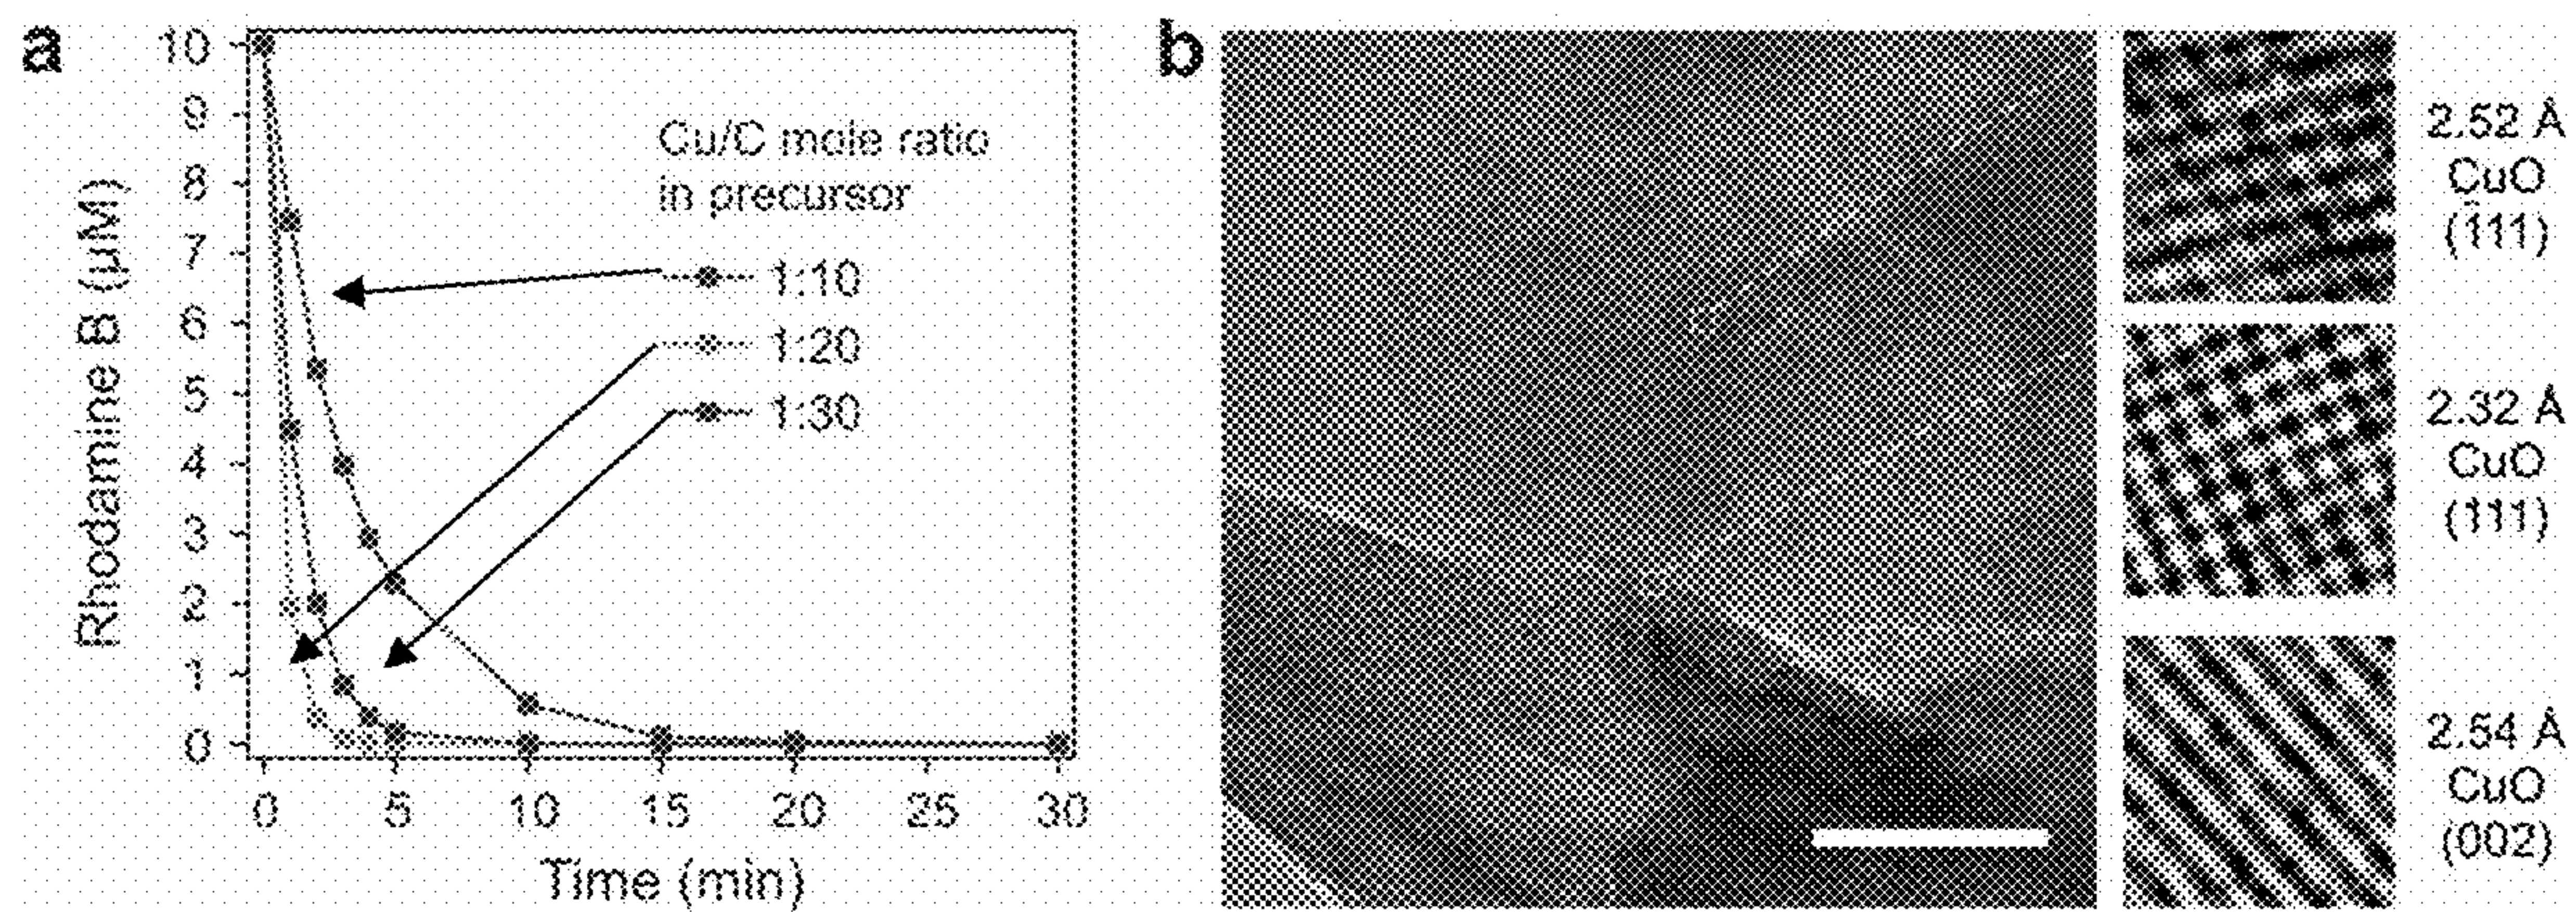 a
10
9
8
7
6
5
4
3
2
1
0
Rhodamine B (μM)
0 5 10 15 20 25 30
Time (min)
Cu/C mole ratio
in precursor
1:10
1:20
1:30
b
2.52 Å
CuO
(1̄11)
2.32 Å
CuO
(111)
2.54 Å
CuO
(002)